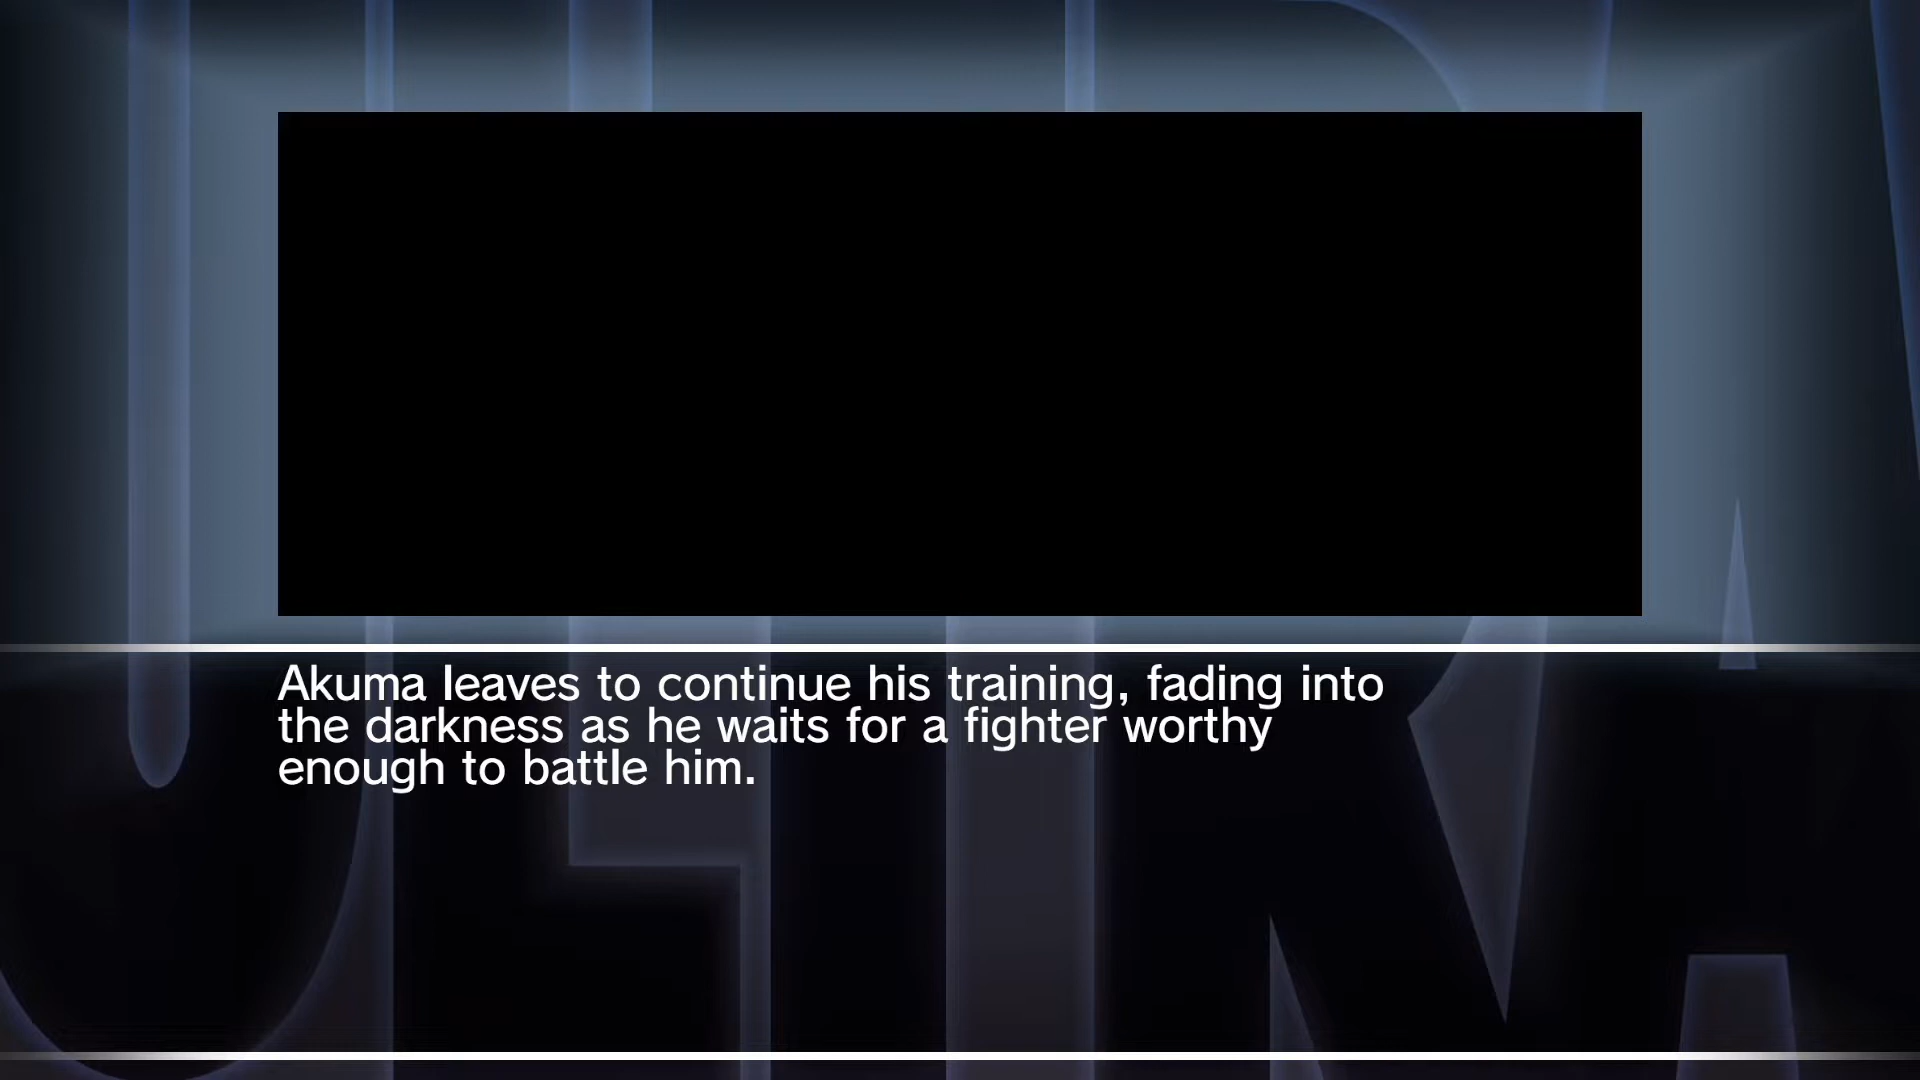 Akuma leaves to continue his training, fading into
the darkness as he waits for a fighter worthy
enough to battle him.
ULTRA